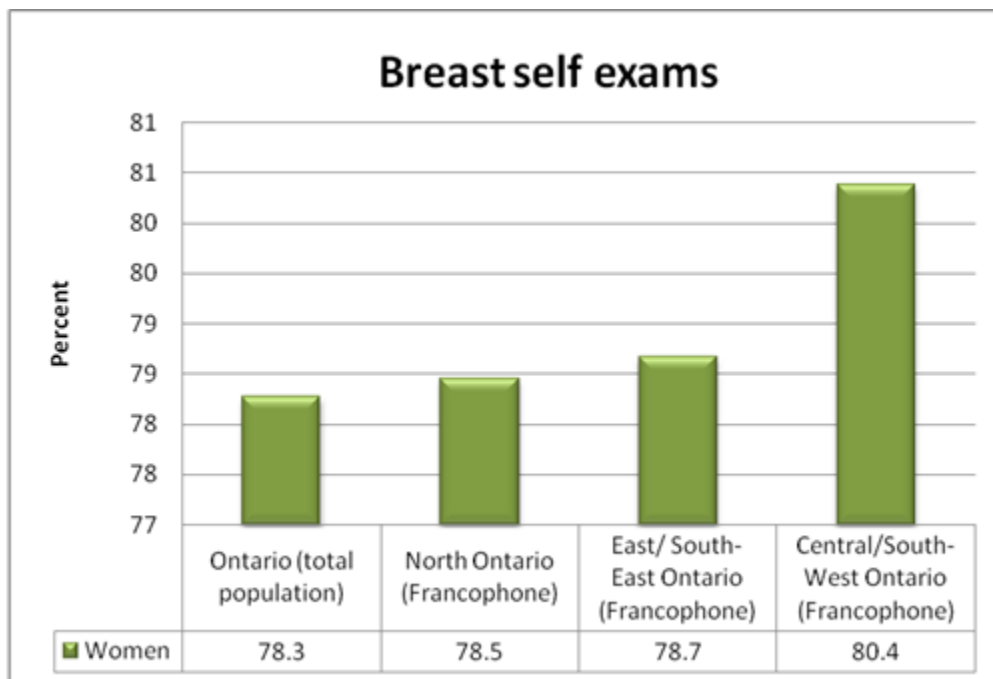 Breast self exams
81
81
80
80
79
79
78
78
77
Percent
Ontario (total
population)
North Ontario
(Francophone)
East/ South-
East Ontario
(Francophone)
Central/South-
West Ontario
(Francophone)
Women 78.3 78.5 78.7 80.4